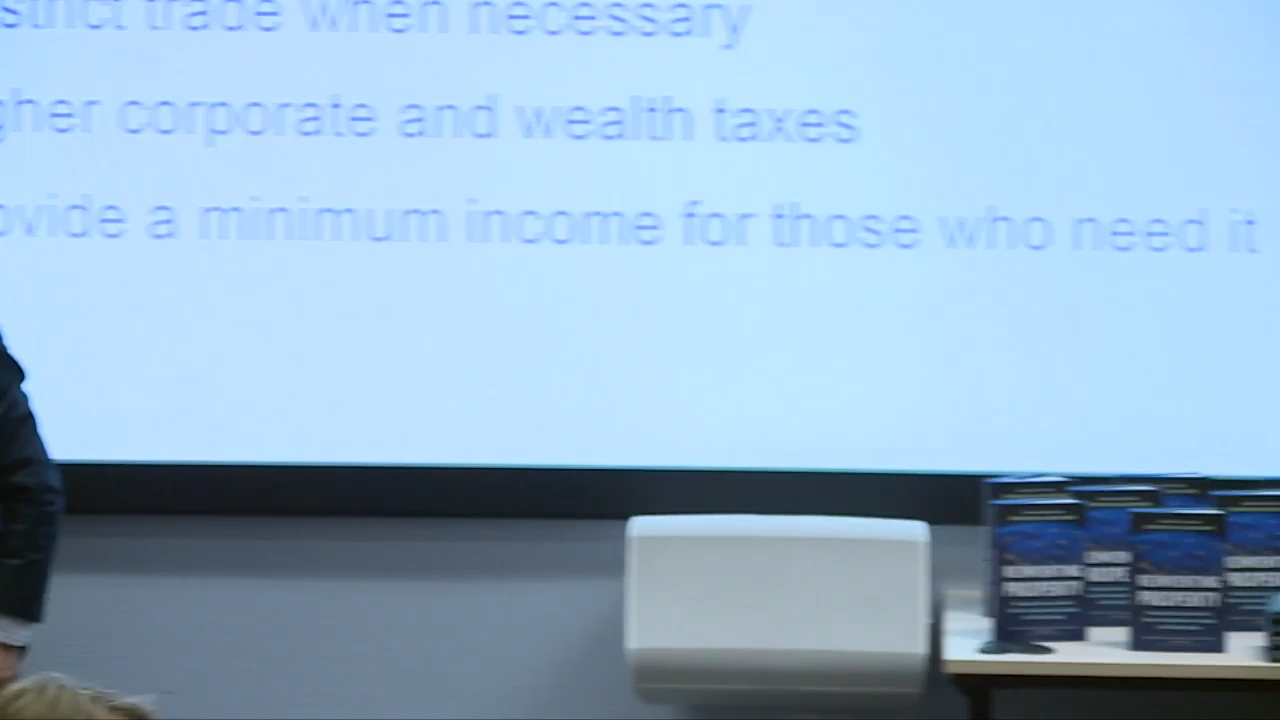 strict trade when necessary
gher corporate and wealth taxes
ovide a minimum income for those who need it